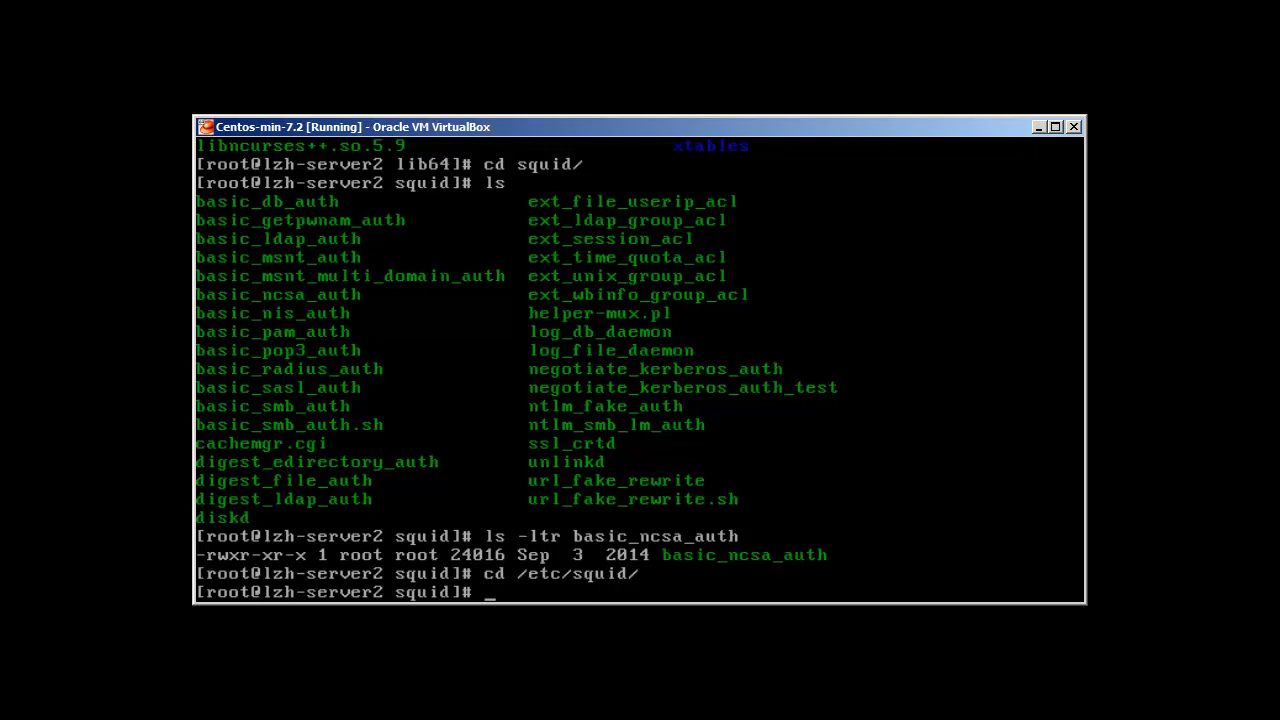 Centos-min-7.2 [Running] - Oracle VM VirtualBox
libncurses++.so.5.9 xtables
[root@lzh-server2 lib64]# cd squid/
[root@lzh-server2 squid]# ls
basic_db_auth ext_file_userip_acl
basic_getpwnam_auth ext_ldap_group_acl
basic_ldap_auth ext_session_acl
basic_msnt_auth ext_time_quota_acl
basic_msnt_multi_domain_auth ext_unix_group_acl
basic_ncsa_auth ext_wbinfo_group_acl
basic_nis_auth helper-mux.pl
basic_pam_auth log_db_daemon
basic_pop3_auth log_file_daemon
basic_radius_auth negotiate_kerberos_auth
basic_sasl_auth negotiate_kerberos_auth_test
basic_smb_auth ntlm_fake_auth
basic_smb_auth.sh ntlm_smb_lm_auth
cachemgr.cgi ssl_crtd
digest_edirectory_auth unlinkd
digest_file_auth url_fake_rewrite
digest_ldap_auth url_fake_rewrite.sh
diskd
[root@lzh-server2 squid]# ls -ltr basic_ncsa_auth
-rwxr-xr-x 1 root root 24016 Sep  3  2014 basic_ncsa_auth
[root@lzh-server2 squid]# cd /etc/squid/
[root@lzh-server2 squid]# _